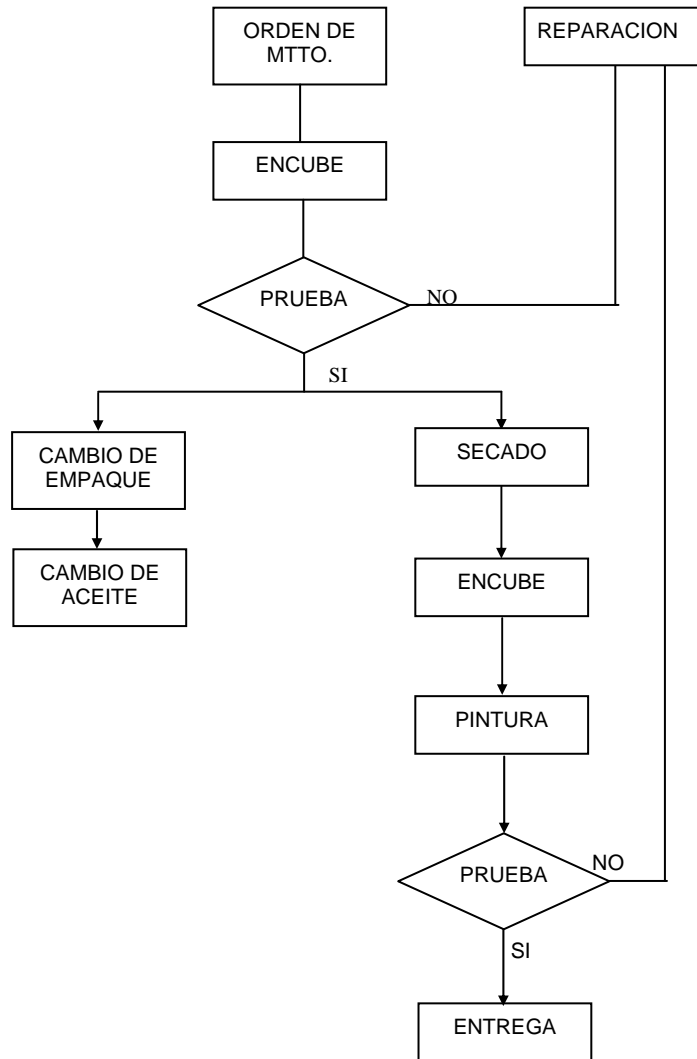 ORDEN DE
MTTO.
REPARACION
ENCUBE
PRUEBA
NO
SI
CAMBIO DE
EMPAQUE
SECADO
CAMBIO DE
ACEITE
ENCUBE
PINTURA
PRUEBA
NO
SI
ENTREGA